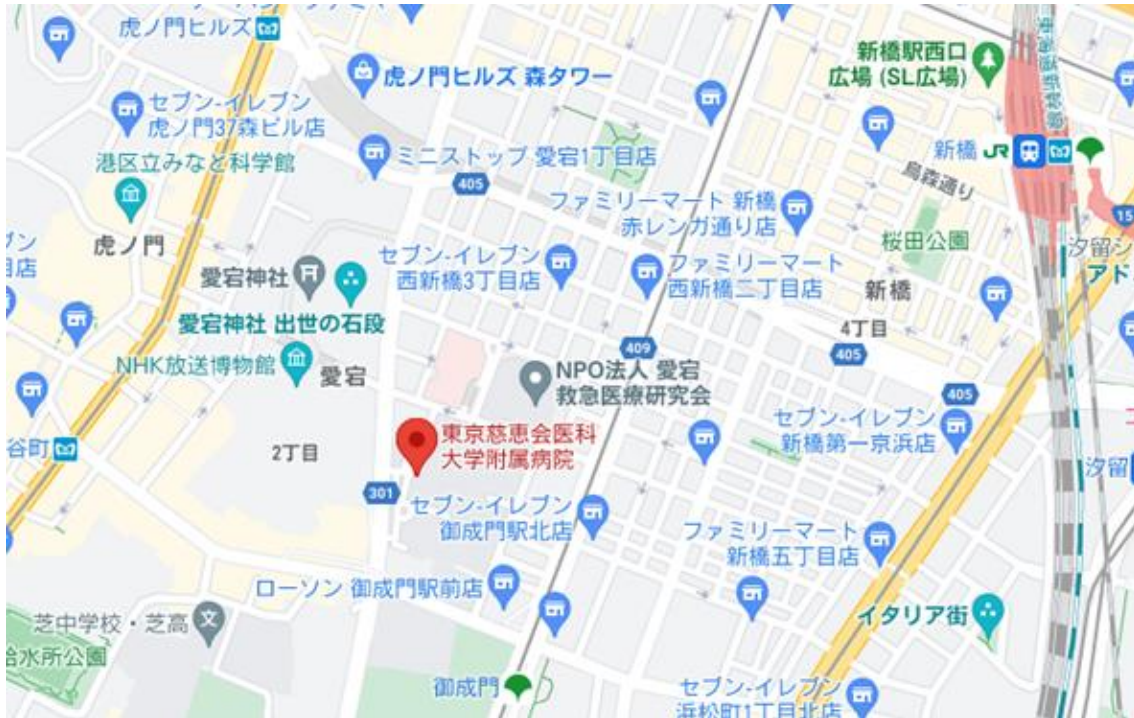 虎ノ門ヒルズ
虎ノ門ヒルズ 森タワー
新橋駅西口
広場 (SL広場)
セブン-イレブン
虎ノ門37森ビル店
港区立みなと科学館
ミニストップ 愛宕1丁目店
新橋 JR
烏森通り
405
ファミリーマート 新橋
赤レンガ通り店
15
虎ノ門
桜田公園
汐留シ
アド
目店
セブン-イレブン
西新橋3丁目店
ファミリーマート
西新橋二丁目店
愛宕神社
新橋
愛宕神社 出世の石段
4丁目
409
405
NHK放送博物館
愛宕
NPO法人 愛宕
救急医療研究会
405
セブン-イレブン
新橋第一京浜店
東京慈恵会医科
大学附属病院
谷町
2丁目
汐留
301
セブン-イレブン
御成門駅北店
ファミリーマート
新橋五丁目店
ローソン 御成門駅前店
イタリア街
芝中学校・芝高
給水所公園
御成門
セブン-イレブン
浜松町1丁目北店